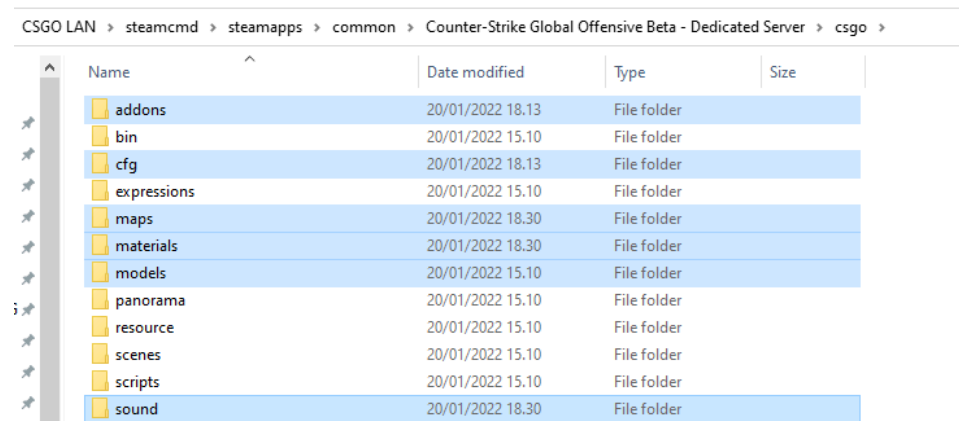 CSGO LAN > steamcmd > steamapps > common > Counter-Strike Global Offensive Beta - Dedicated Server > csgo >
Name Date modified Type Size
addons 20/01/2022 18.13 File folder
bin 20/01/2022 15.10 File folder
cfg 20/01/2022 18.13 File folder
expressions 20/01/2022 15.10 File folder
maps 20/01/2022 18.30 File folder
materials 20/01/2022 18.30 File folder
models 20/01/2022 15.10 File folder
panorama 20/01/2022 15.10 File folder
resource 20/01/2022 15.10 File folder
scenes 20/01/2022 15.10 File folder
scripts 20/01/2022 15.10 File folder
sound 20/01/2022 18.30 File folder